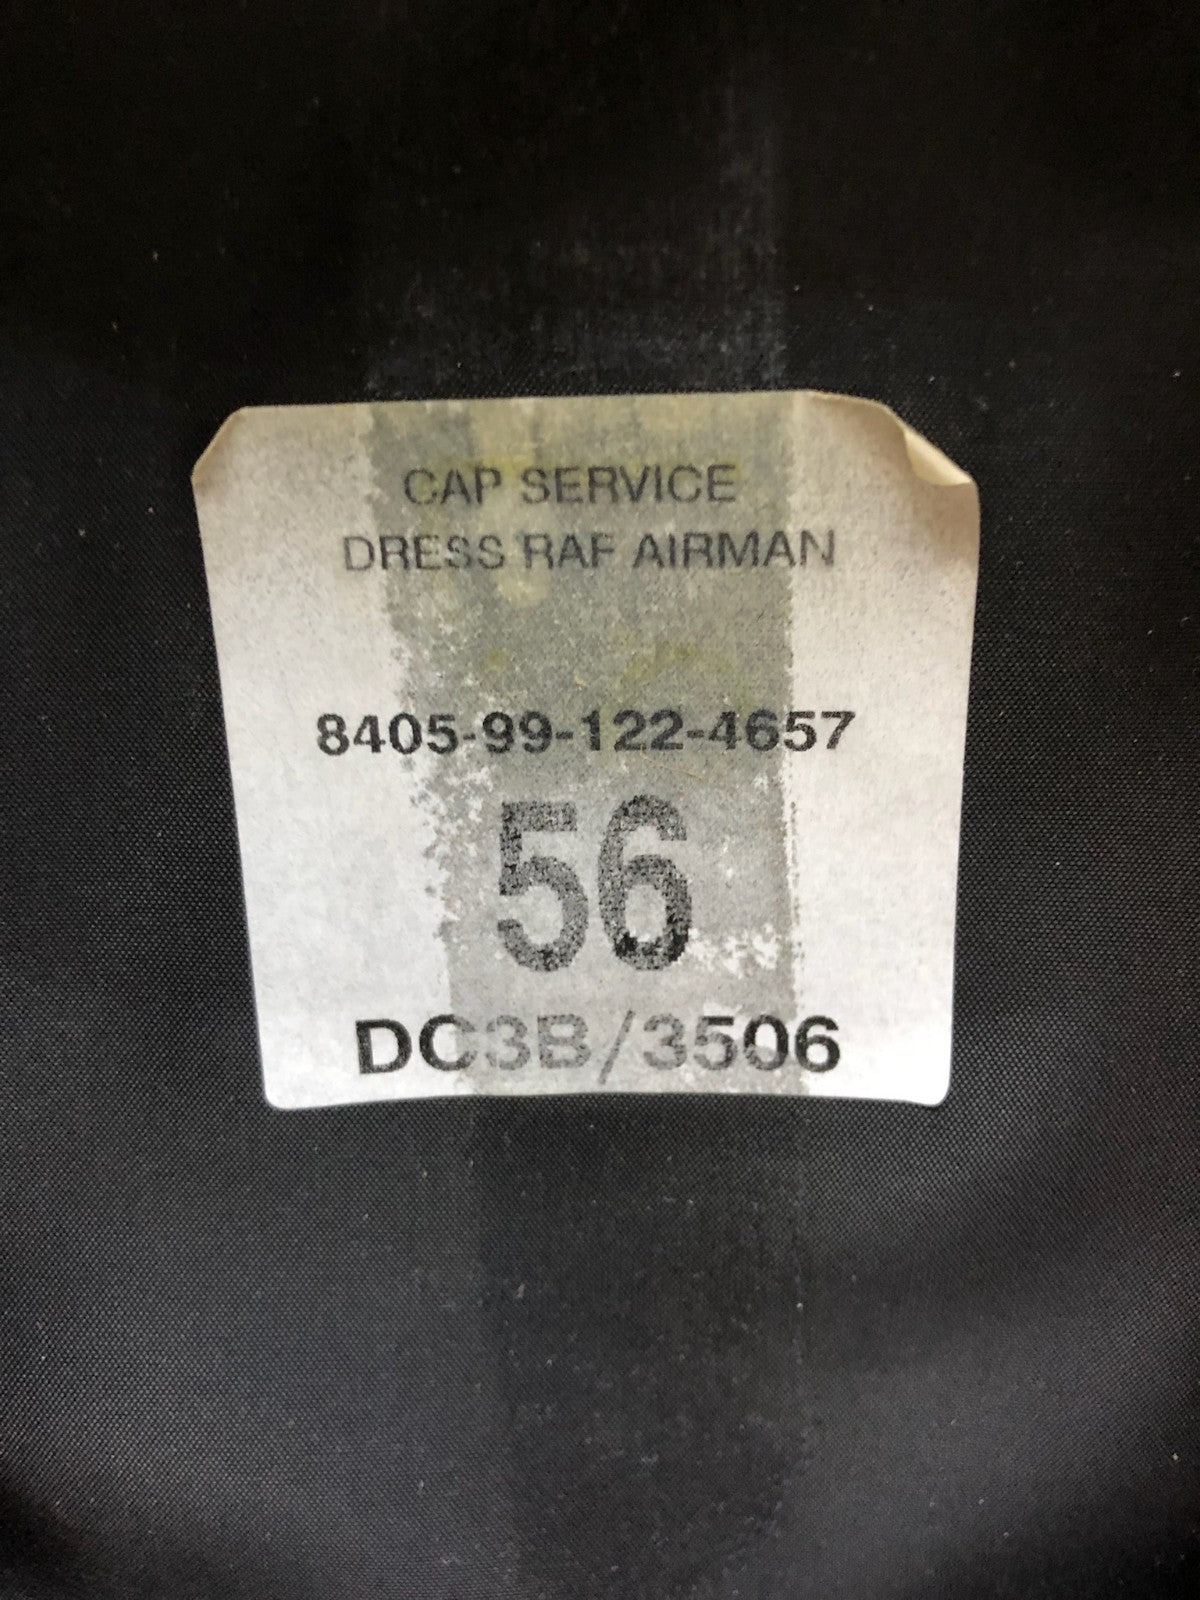 CAP SERVICE
DRESS RAF AIRMAN
8405-99-122-4657
56
DC3B/3506